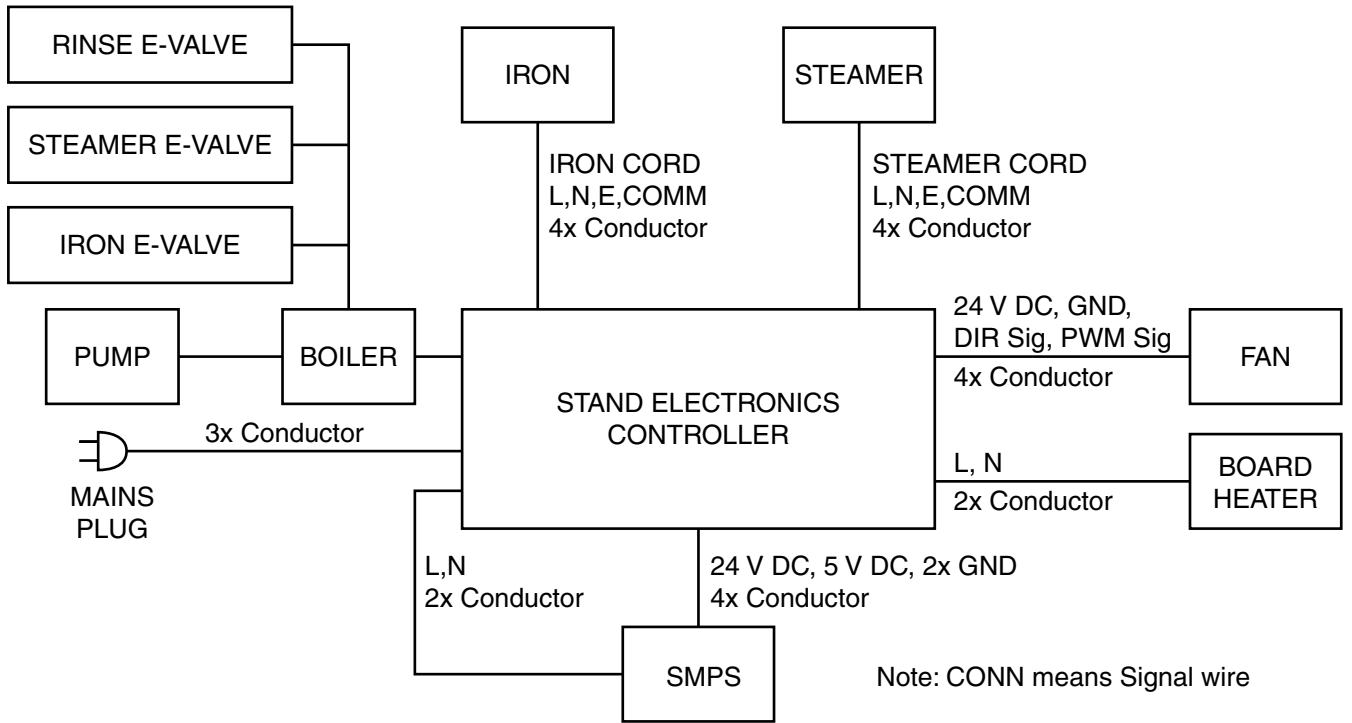 RINSE E-VALVE
STEAMER E-VALVE
IRON E-VALVE
IRON
STEAMER
IRON CORD
L,N,E,COMM
4x Conductor
STEAMER CORD
L,N,E,COMM
4x Conductor
PUMP
BOILER
STAND ELECTRONICS
CONTROLLER
24 V DC, GND,
DIR Sig, PWM Sig
4x Conductor
FAN
3x Conductor
MAINS
PLUG
L, N
2x Conductor
BOARD
HEATER
L,N
2x Conductor
24 V DC, 5 V DC, 2x GND
4x Conductor
SMPS
Note: CONN means Signal wire